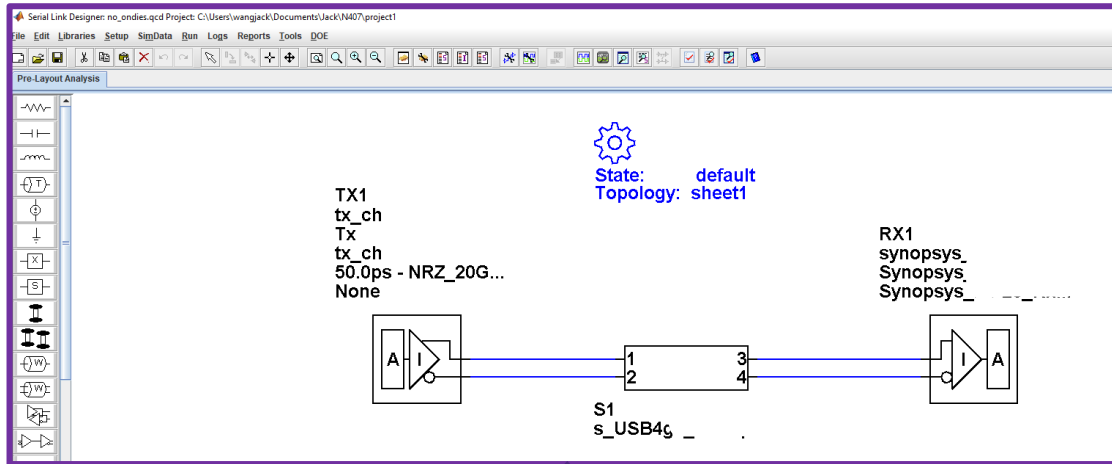 Serial Link Designer: no_ondies.qcd Project: C:\Users\wangjack\Documents\Jack\N407\project1
File Edit Libraries Setup SimData Run Logs Reports Tools DOE
Pre-Layout Analysis
State: default
Topology: sheet1
TX1
tx_ch
Tx
tx_ch
50.0ps - NRZ_20G...
None
RX1
synopsys_
Synopsys_
Synopsys_
A I
1 3
2 4
I A
S1
s_USB4
T
X
S
W
W